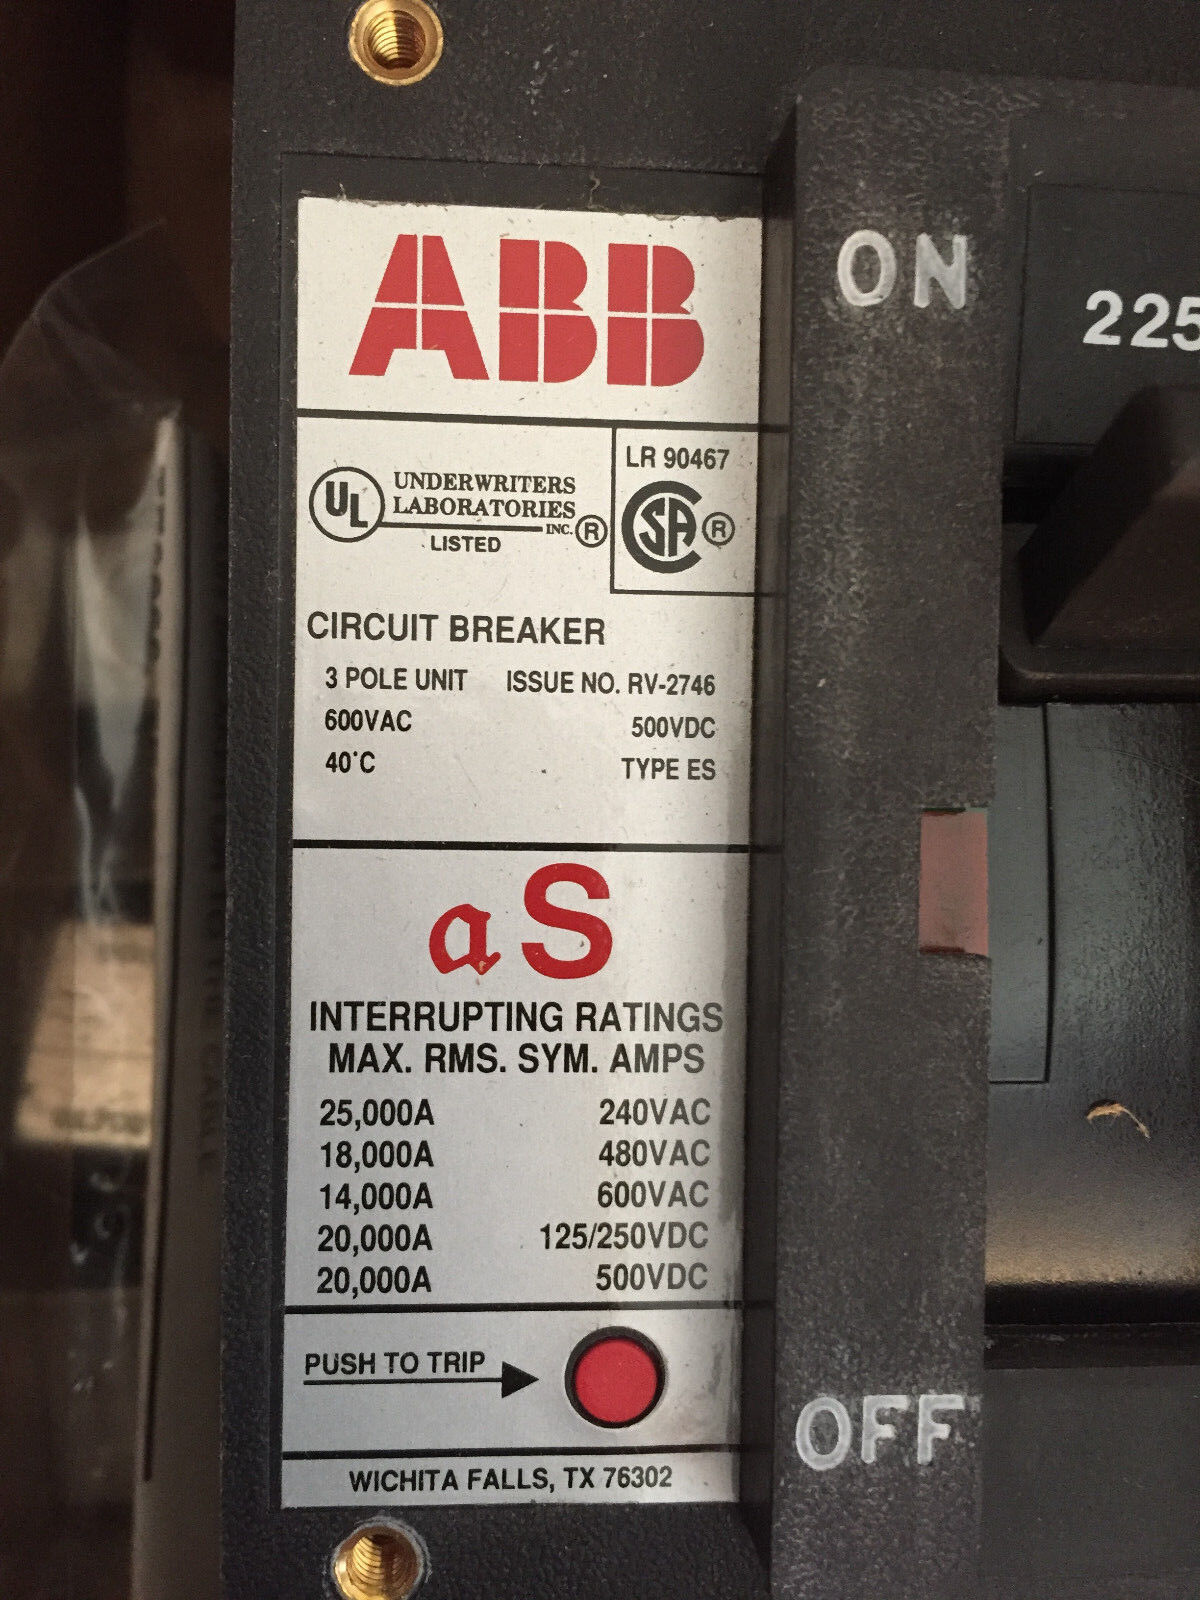 ABB
UL
UNDERWRITERS
LABORATORIES
INC. ®
LISTED
LR 90467
SA ®
CIRCUIT BREAKER
3 POLE UNIT ISSUE NO. RV-2746
600VAC 500VDC
40°C TYPE ES
aS
INTERRUPTING RATINGS
MAX. RMS. SYM. AMPS
25,000A 240VAC
18,000A 480VAC
14,000A 600VAC
20,000A 125/250VDC
20,000A 500VDC
PUSH TO TRIP
WICHITA FALLS, TX 76302
ON
225
OFF